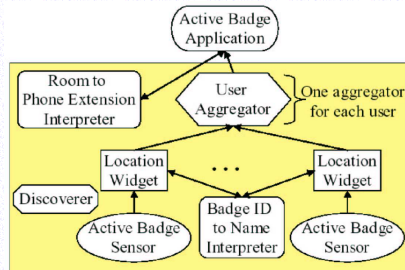 Active Badge
Application
Room to
Phone Extension
Interpreter
User
Aggregator
One aggregator
for each user
Location
Widget
...
Location
Widget
Discoverer
Badge ID
to Name
Interpreter
Active Badge
Sensor
Active Badge
Sensor